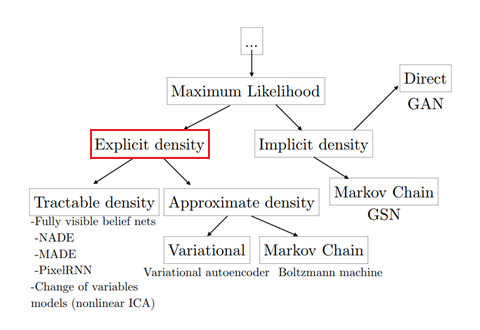 ...
Maximum Likelihood
Direct
GAN
Explicit density
Implicit density
Tractable density
-Fully visible belief nets
-NADE
-MADE
-PixelRNN
-Change of variables
models (nonlinear ICA)
Approximate density
Markov Chain
GSN
Variational
Variational autoencoder
Markov Chain
Boltzmann machine